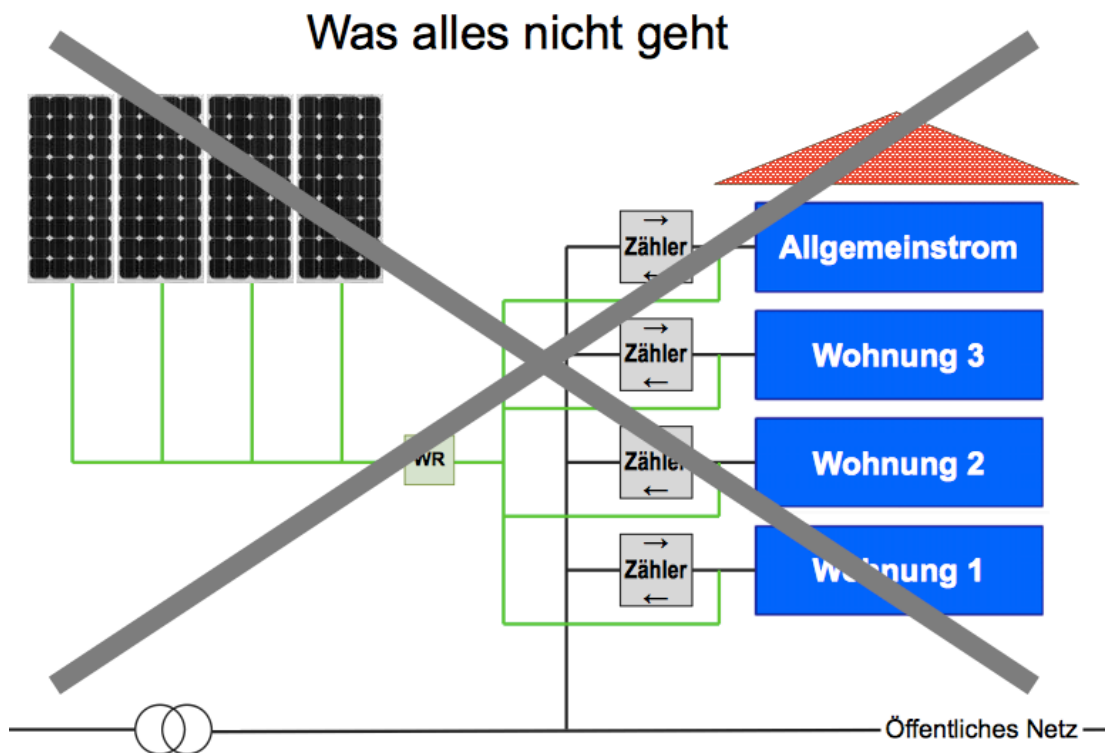 Was alles nicht geht
→
Zähler
←
Allgemeinstrom
→
Zähler
←
Wohnung 3
WR
Zähler
←
Wohnung 2
→
Zähler
←
Wohnung 1
Öffentliches Netz